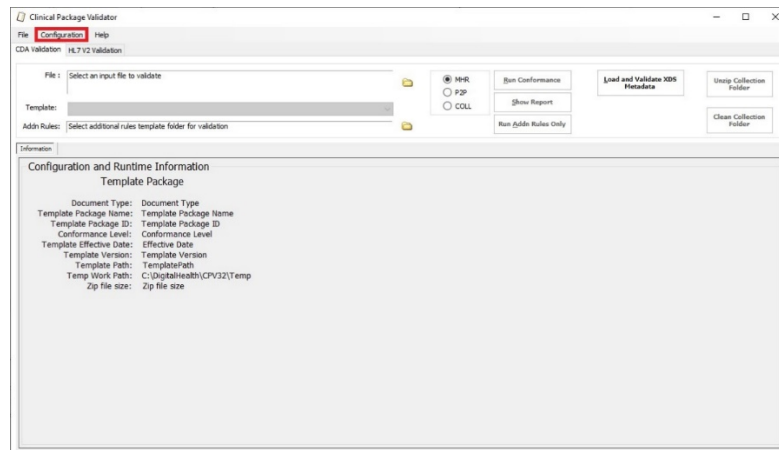 Clinical Package Validator
File Configuration Help
CDA Validation HL7 V2 Validation
File : Select an input file to validate
MHR
P2P
COLL
Run Conformance
Show Report
Run Addn Rules Only
Load and Validate XDS
Metadata
Unzip Collection
Folder
Clean Collection
Folder
Template:
Addn Rules: Select additional rules template folder for validation
Information
Configuration and Runtime Information
Template Package
Document Type: Document Type
Template Package Name: Template Package Name
Template Package ID: Template Package ID
Conformance Level: Conformance Level
Template Effective Date: Effective Date
Template Version: Template Version
Template Path: TemplatePath
Temp Work Path: C:\DigitalHealth\CPV32\Temp
Zip file size: Zip file size